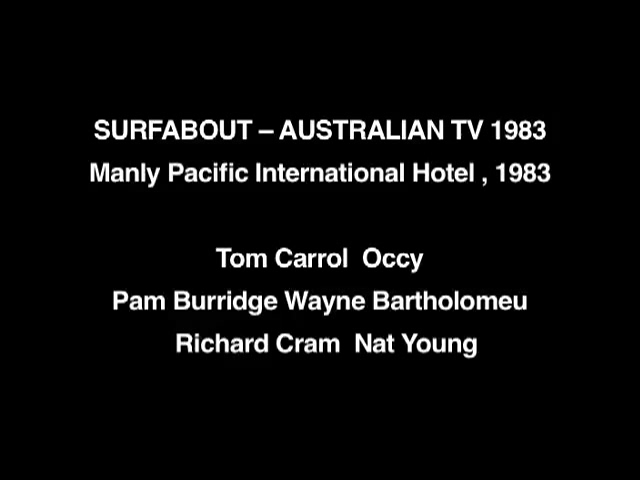 SURFABOUT – AUSTRALIAN TV 1983
Manly Pacific International Hotel , 1983
Tom Carrol  Occy
Pam Burridge Wayne Bartholomeu
Richard Cram  Nat Young